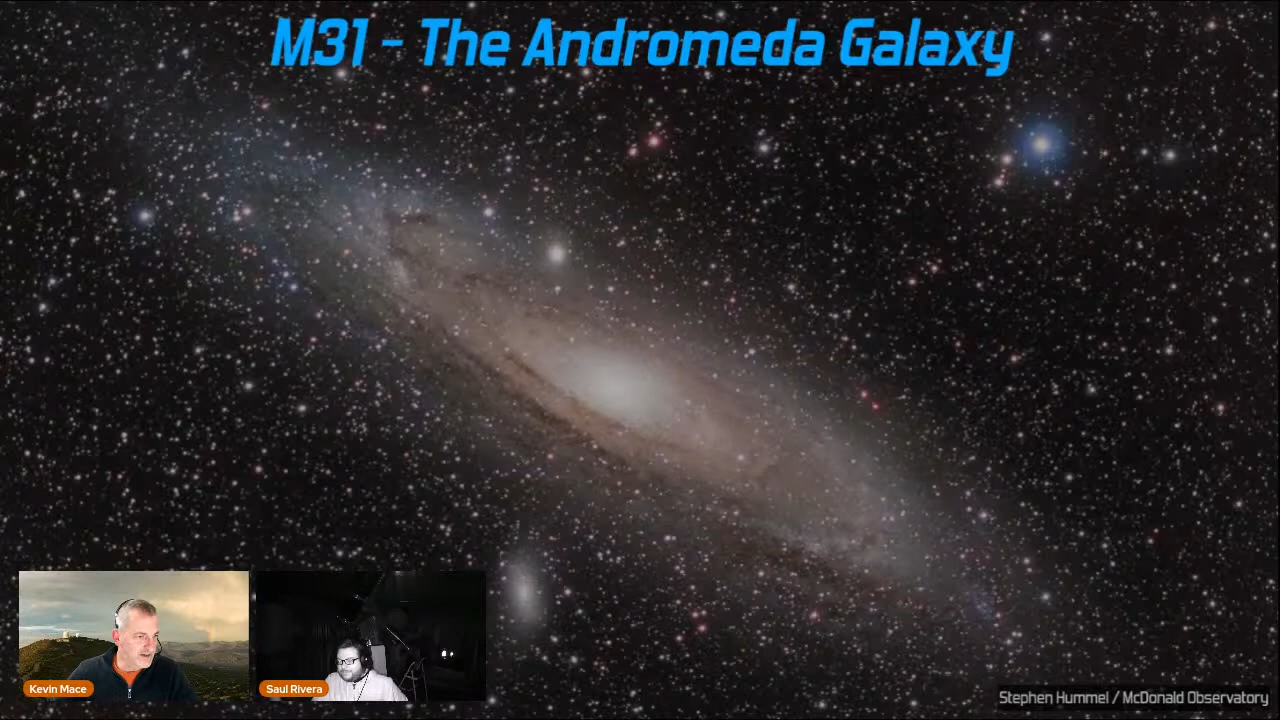 M31 - The Andromeda Galaxy
Kevin Mace
Saul Rivera
Stephen Hummel / McDonald Observatory